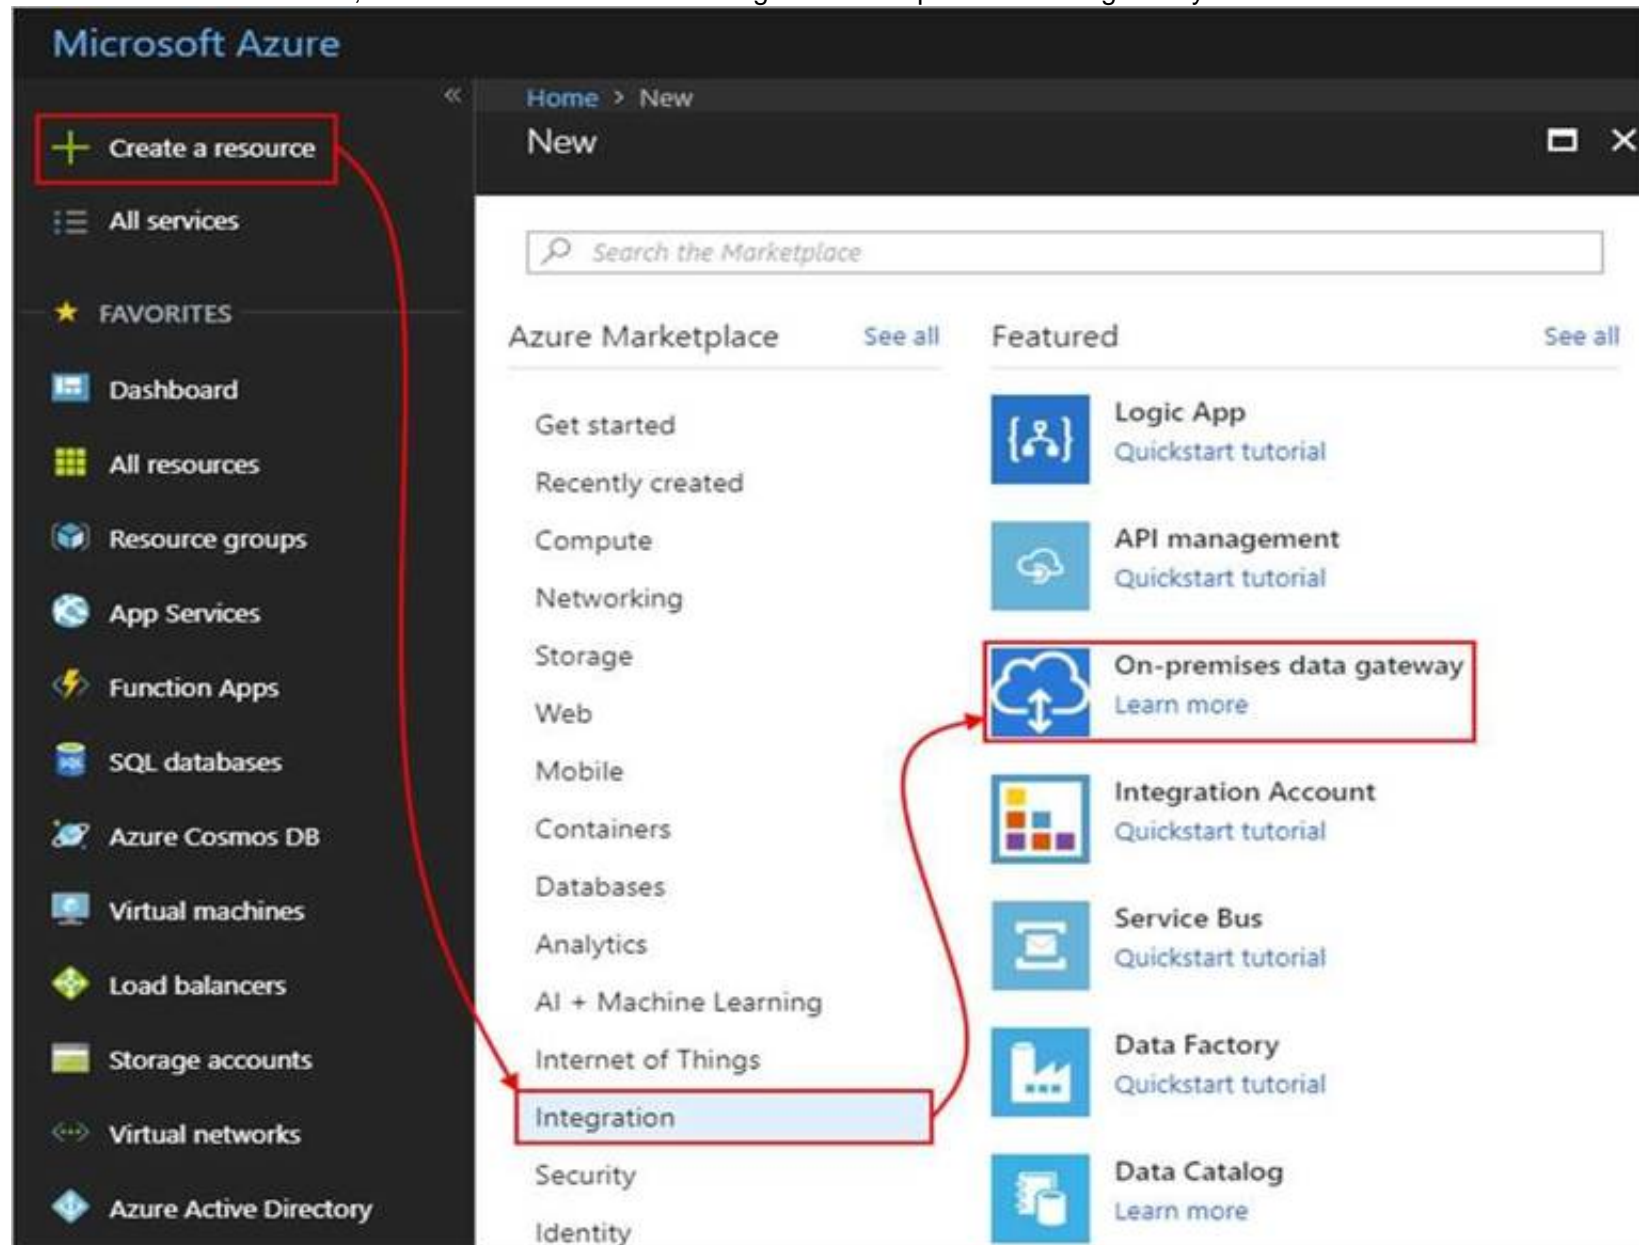 Microsoft Azure
Create a resource
All services
FAVORITES
Dashboard
All resources
Resource groups
App Services
Function Apps
SQL databases
Azure Cosmos DB
Virtual machines
Load balancers
Storage accounts
Virtual networks
Azure Active Directory
Home > New
New
Search the Marketplace
Azure Marketplace See all
Get started
Recently created
Compute
Networking
Storage
Web
Mobile
Containers
Databases
Analytics
AI + Machine Learning
Internet of Things
Integration
Security
Identity
Featured See all
Logic App
Quickstart tutorial
API management
Quickstart tutorial
On-premises data gateway
Learn more
Integration Account
Quickstart tutorial
Service Bus
Quickstart tutorial
Data Factory
Quickstart tutorial
Data Catalog
Learn more